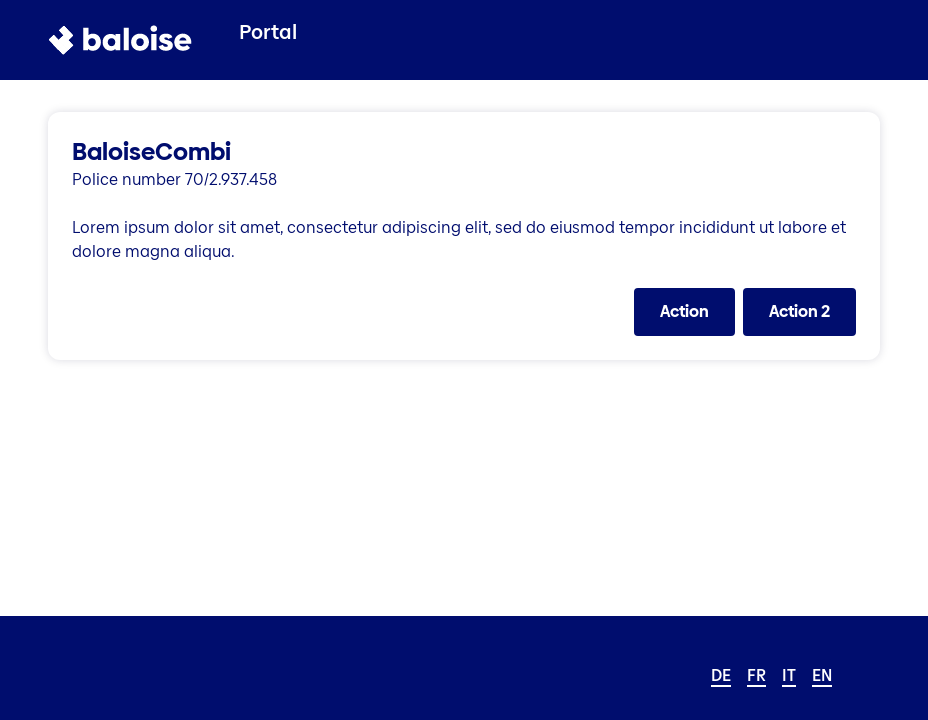 baloise
Portal
BaloiseCombi
Police number 70/2.937.458
Lorem ipsum dolor sit amet, consectetur adipiscing elit, sed do eiusmod tempor incididunt ut labore et
dolore magna aliqua.
Action Action 2
DE FR IT EN